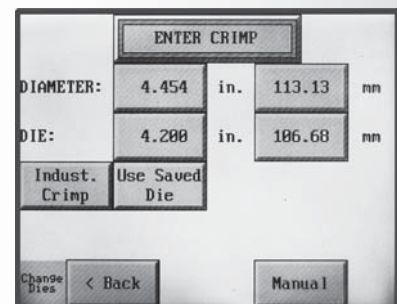 ENTER CRIMP
DIAMETER: 4.454 in. 113.13 mm
DIE: 4.200 in. 106.68 mm
Indust. Crimp
Use Saved Die
Change Dies
< Back
Manual